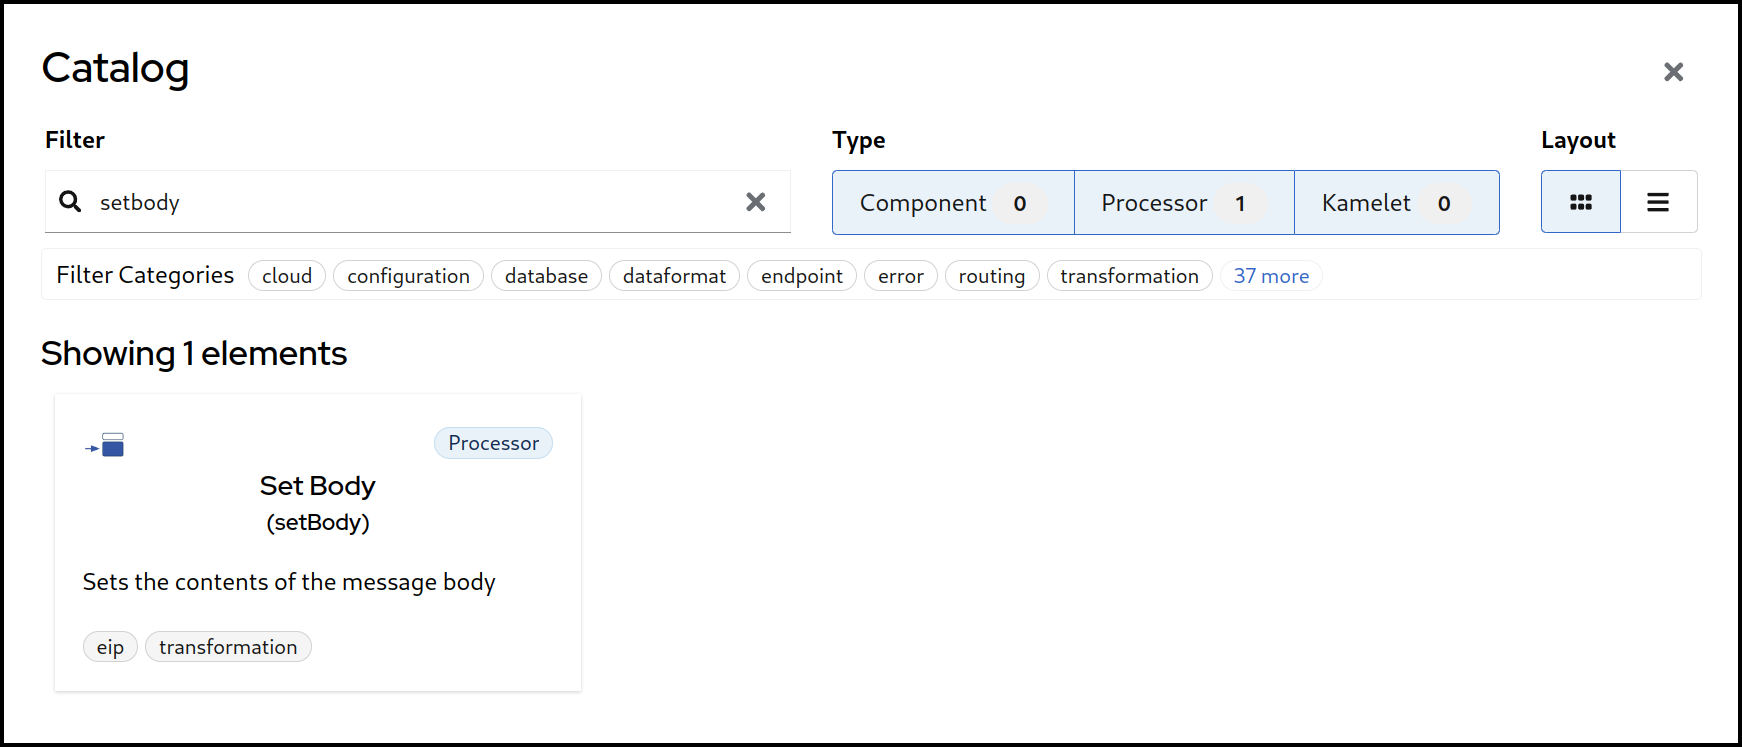 Catalog
Filter
Type
Layout
setbody
Component 0
Processor 1
Kamelet 0
Filter Categories cloud configuration database dataformat endpoint error routing transformation 37 more
Showing 1 elements
Processor
Set Body
(setBody)
Sets the contents of the message body
eip transformation